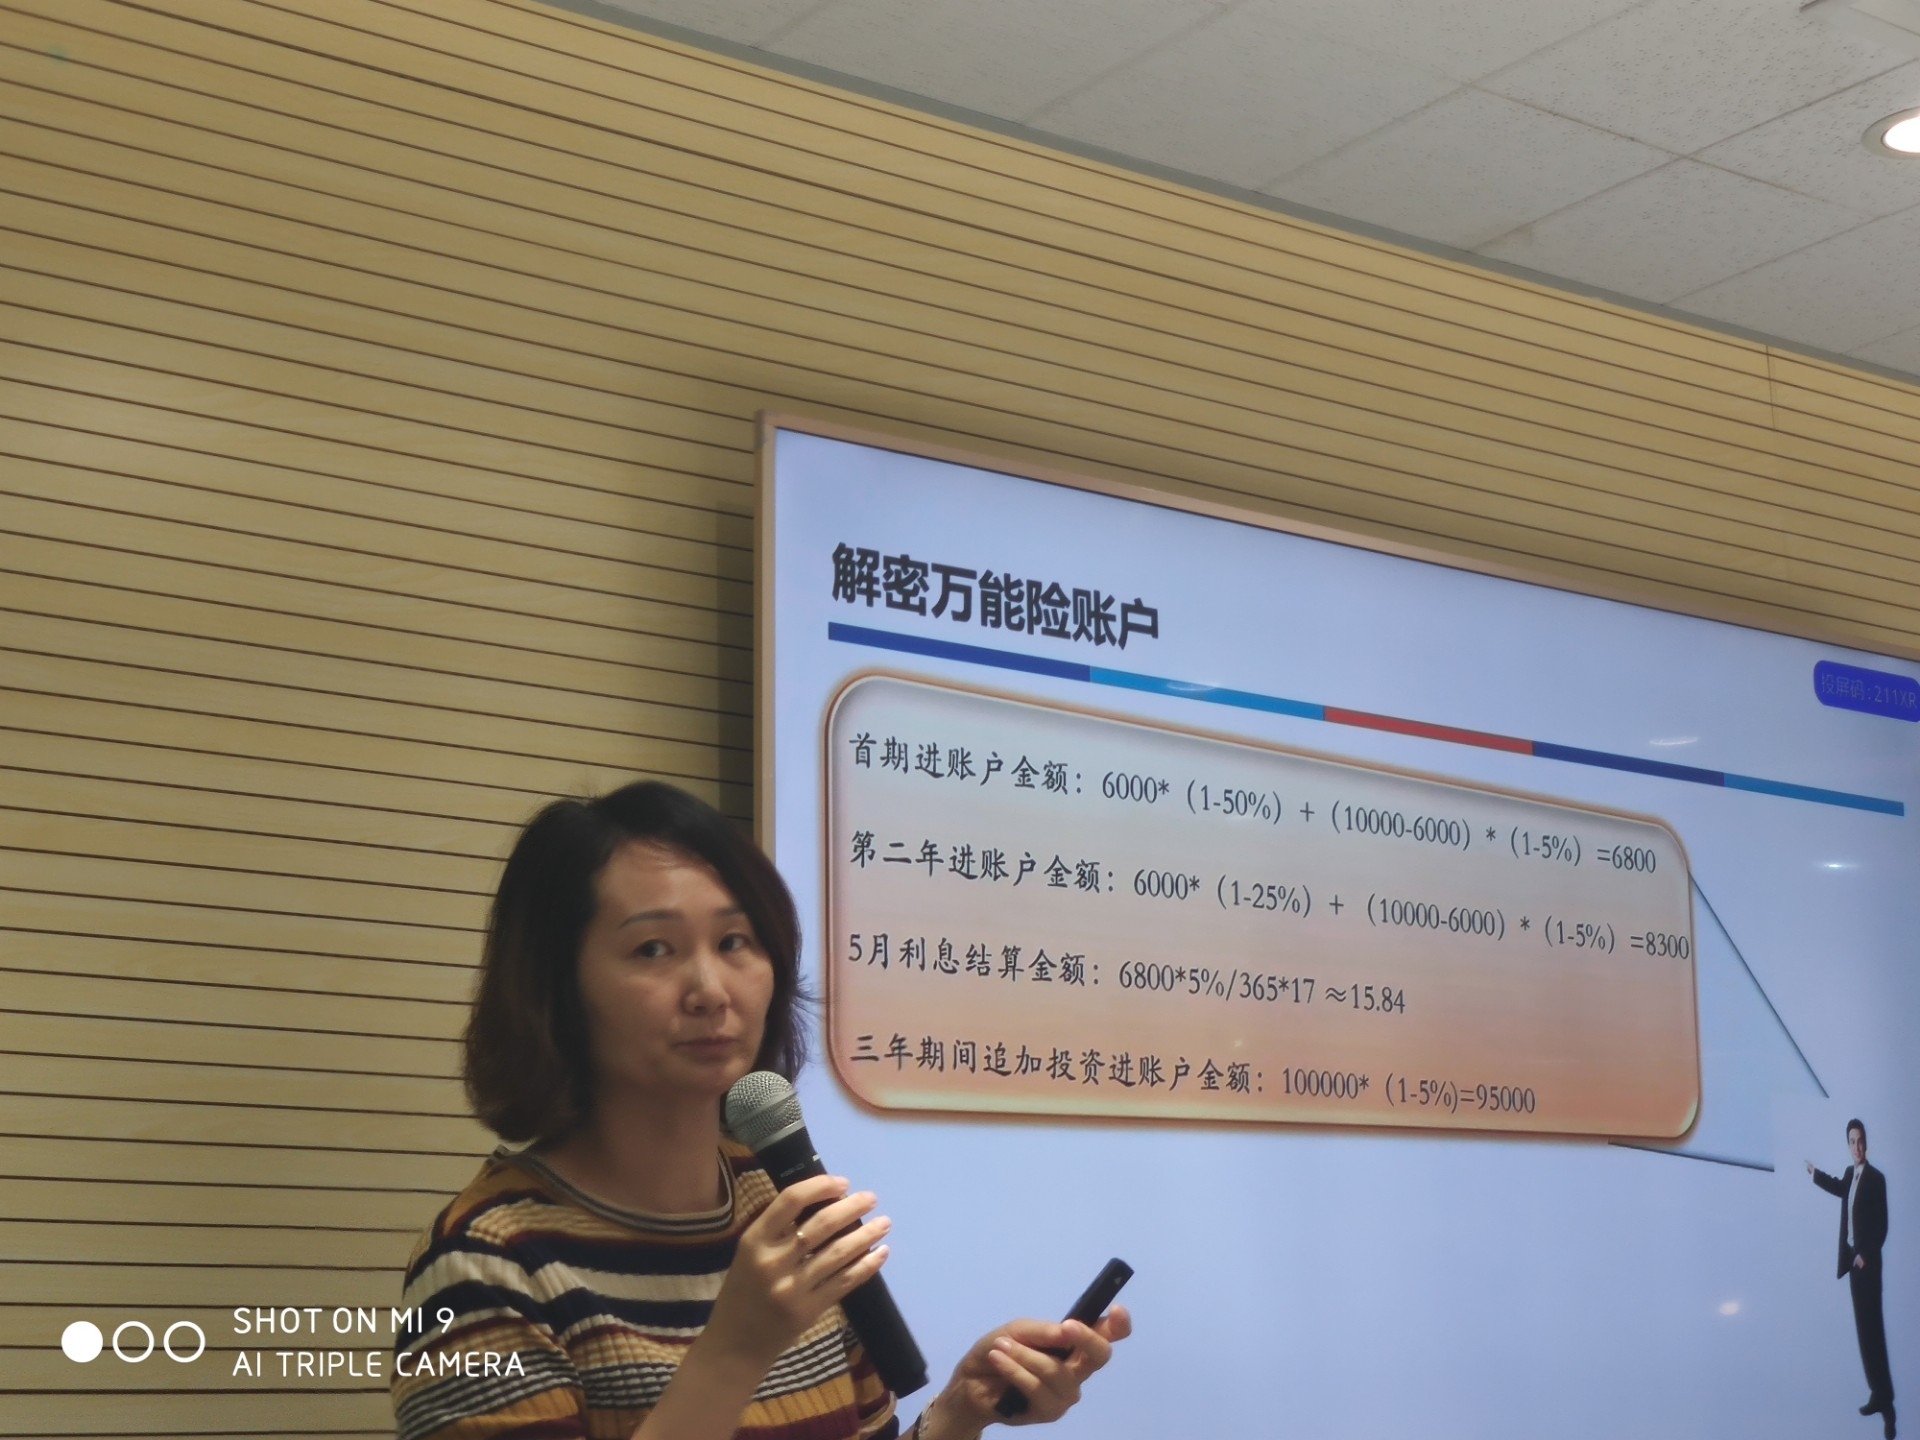 解密万能险账户
投屏码:211XR
首期进账户金额：6000*（1-50%）+（10000-6000）*（1-5%）=6800
第二年进账户金额：6000*（1-25%）+（10000-6000）*（1-5%）=8300
5月利息结算金额：6800*5%/365*17≈15.84
三年期间追加投资进账户金额：100000*（1-5%)=95000
SHOT ON MI 9
AI TRIPLE CAMERA